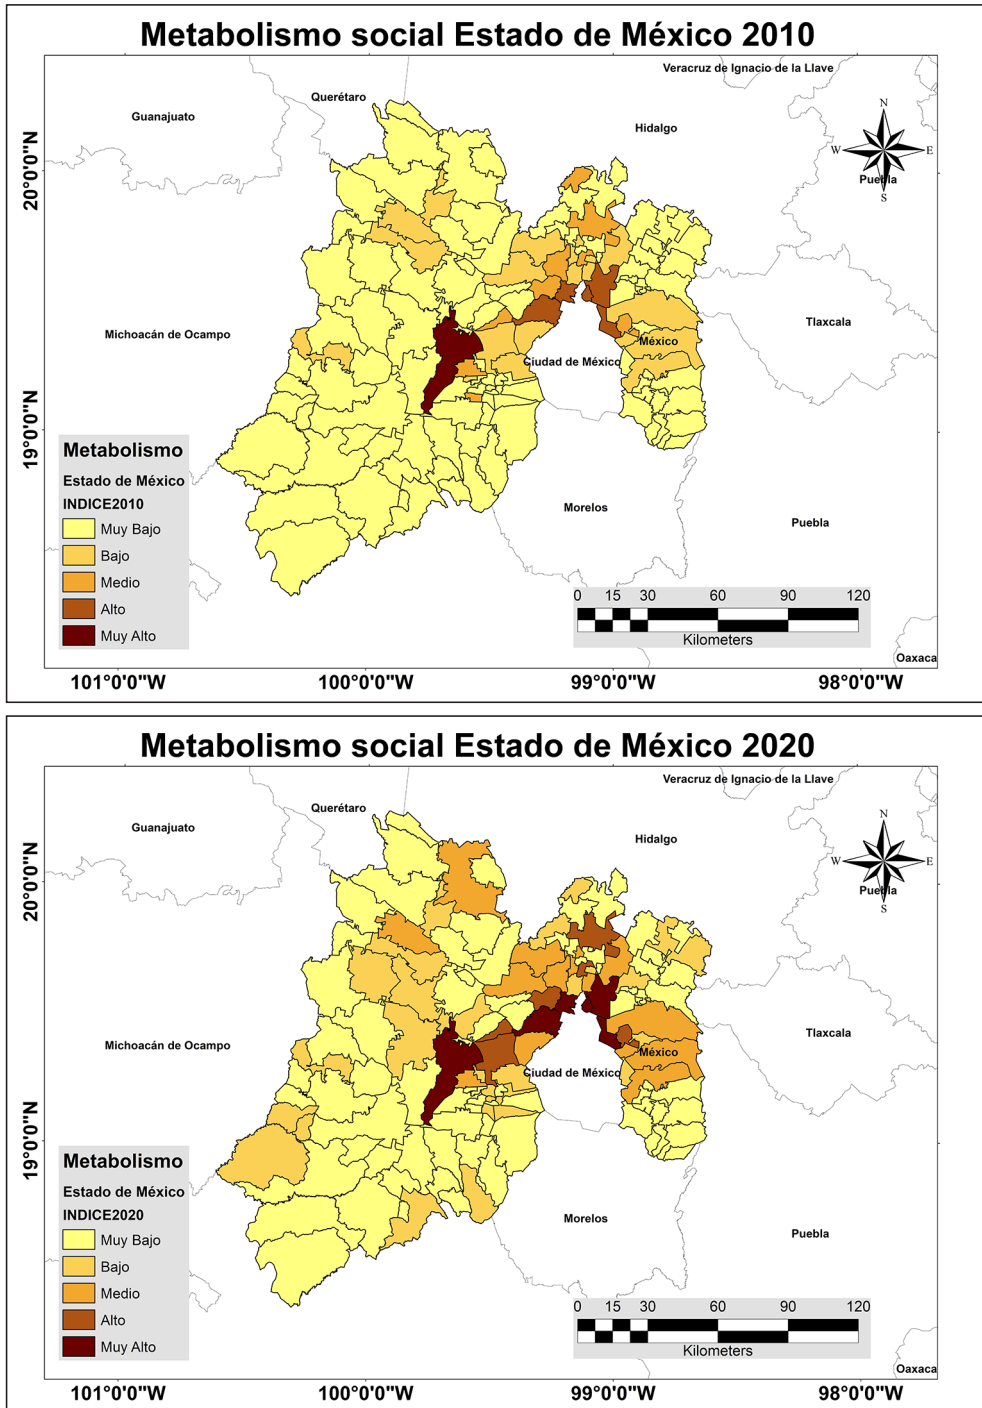 Metabolismo social Estado de México 2010
Veracruz de Ignacio de la Llave
Querétaro
Guanajuato
Hidalgo
N
W
E
S
Puebla
20°0'0"N
Michoacán de Ocampo
Tlaxcala
México
Ciudad de México
19°0'0"N
Morelos
Puebla
Oaxaca
Metabolismo
Estado de México
INDICE2010
Muy Bajo
Bajo
Medio
Alto
Muy Alto
0 15 30 60 90 120
Kilometers
101°0'0"W 100°0'0"W 99°0'0"W 98°0'0"W
Metabolismo social Estado de México 2020
Veracruz de Ignacio de la Llave
Querétaro
Guanajuato
Hidalgo
N
W
E
S
Puebla
20°0'0"N
Michoacán de Ocampo
Tlaxcala
México
Ciudad de México
19°0'0"N
Morelos
Puebla
Oaxaca
Metabolismo
Estado de México
INDICE2020
Muy Bajo
Bajo
Medio
Alto
Muy Alto
0 15 30 60 90 120
Kilometers
101°0'0"W 100°0'0"W 99°0'0"W 98°0'0"W